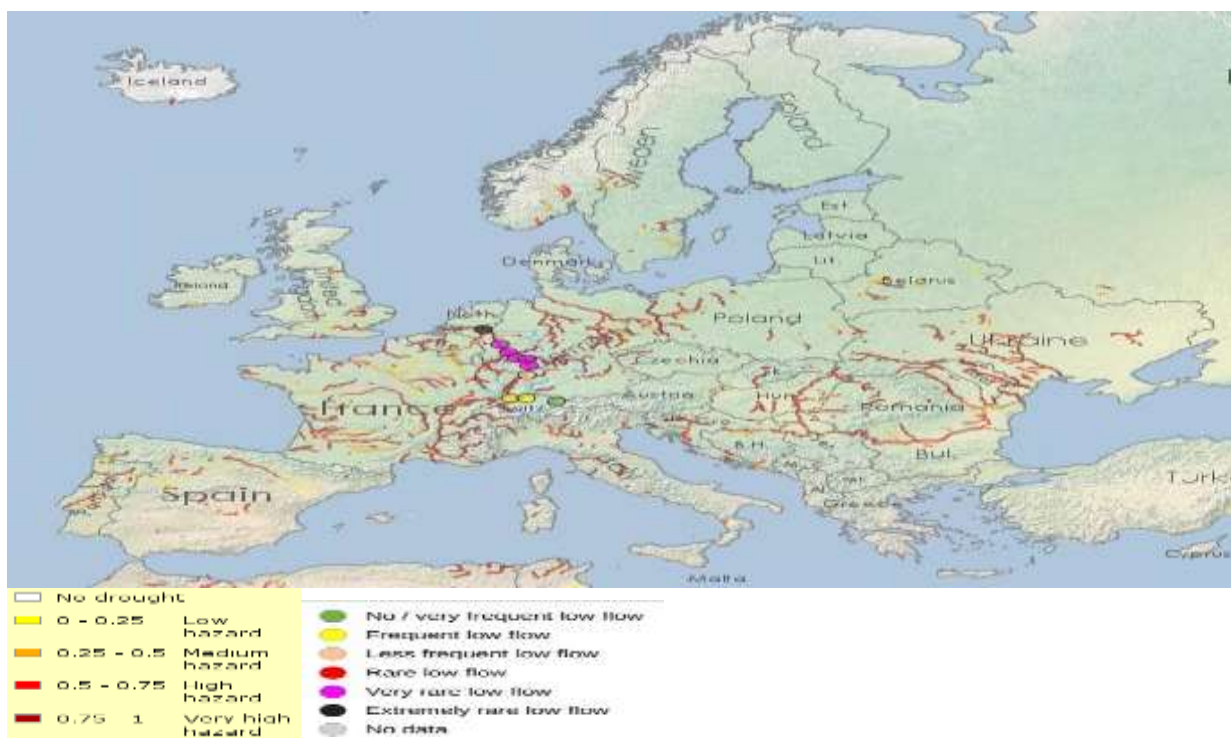 Iceland
Sweden
Finland
Est
Latvia
Lit
Denmark
Ireland
Belarus
Neth
Poland
Ukraine
Czechia
France
Switz
Austria
Hun
Romania
B.H.
Bul.
Spain
Greece
Turk
Cyprus
Malta
No drought
0 - 0.25 Low hazard
0.25 - 0.5 Medium hazard
0.5 - 0.75 High hazard
0.75 1 Very high hazard
No / very frequent low flow
Frequent low flow
Less frequent low flow
Rare low flow
Very rare low flow
Extremely rare low flow
No data